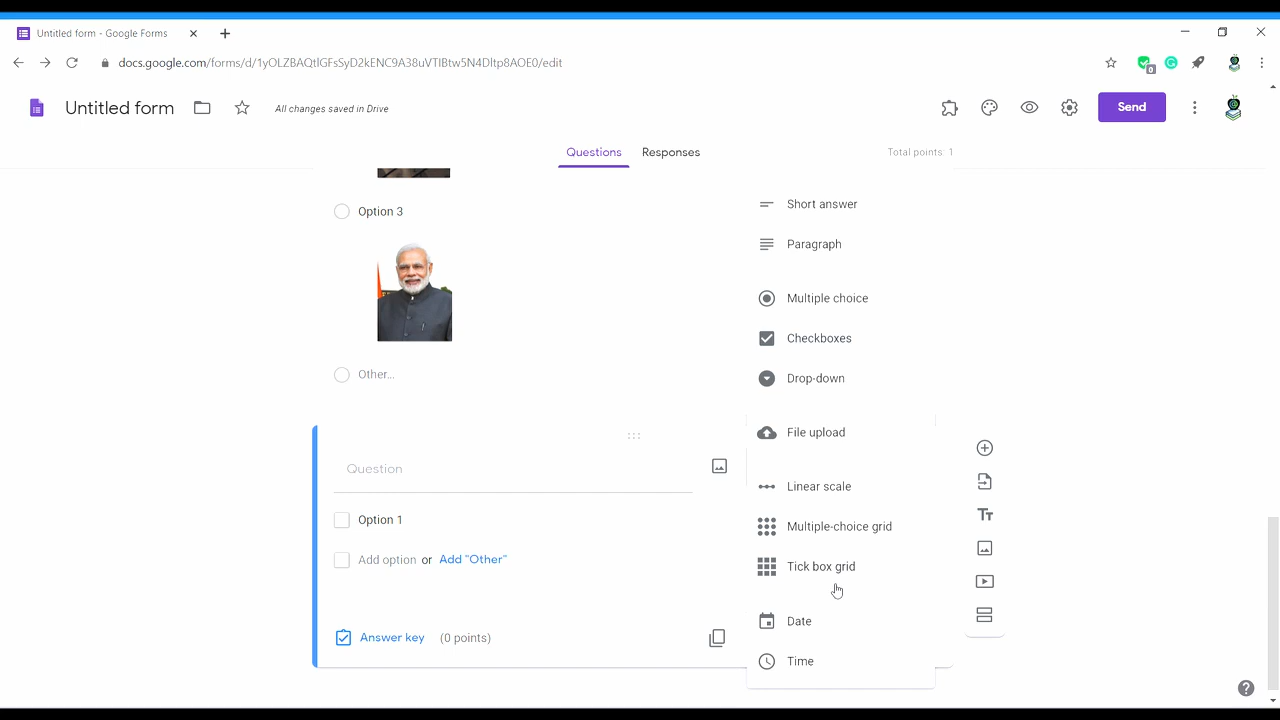 Untitled form - Google Forms
docs.google.com/forms/d/1yOLZBAQtlGFsSyD2kENC9A38uVTlBtw5N4Dltp8AOE0/edit
0
Untitled form
All changes saved in Drive
Send
Questions
Responses
Total points: 1
Option 3
Other...
Question
Option 1
Add option or Add "Other"
Answer key (0 points)
Short answer
Paragraph
Multiple choice
Checkboxes
Drop-down
File upload
Linear scale
Multiple-choice grid
Tick box grid
Date
Time
Tт